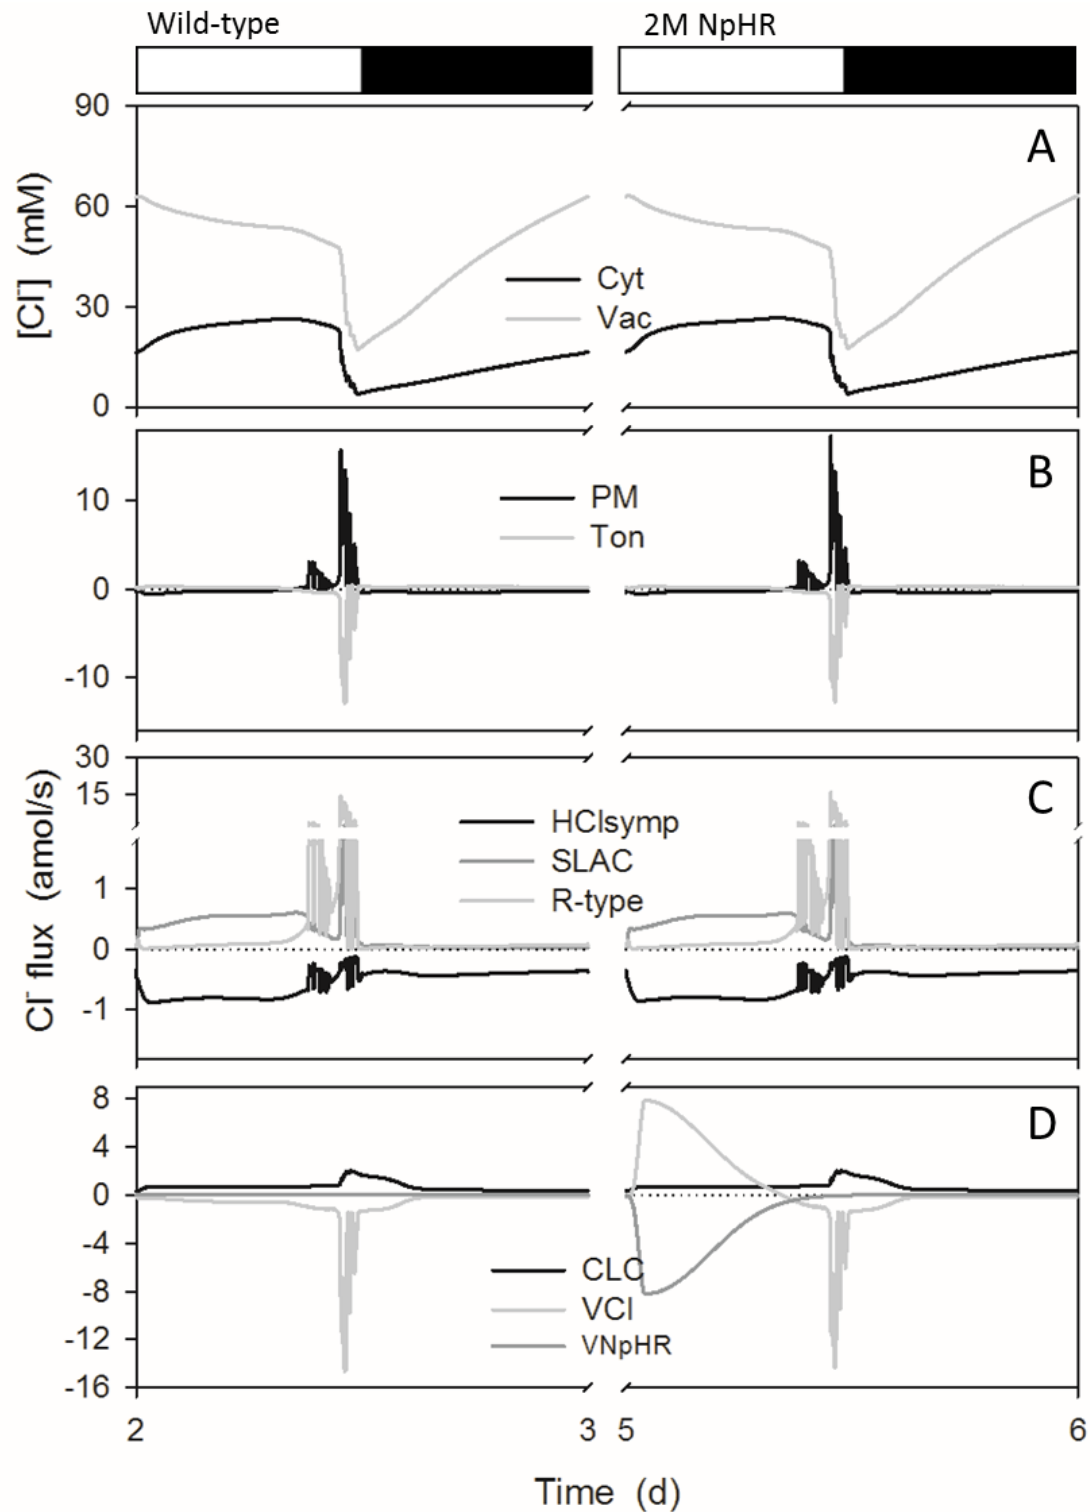 Wild-type
2M NpHR
90
A
60
[Cl⁻] (mM)
30
Cyt
Vac
0
B
10
PM
Ton
0
-10
30
15
C
HClsymp
SLAC
R-type
1
0
-1
Cl⁻ flux (amol/s)
8
D
4
0
-4
-8
-12
-16
CLC
VCl
VNpHR
2 3 5 6
Time (d)